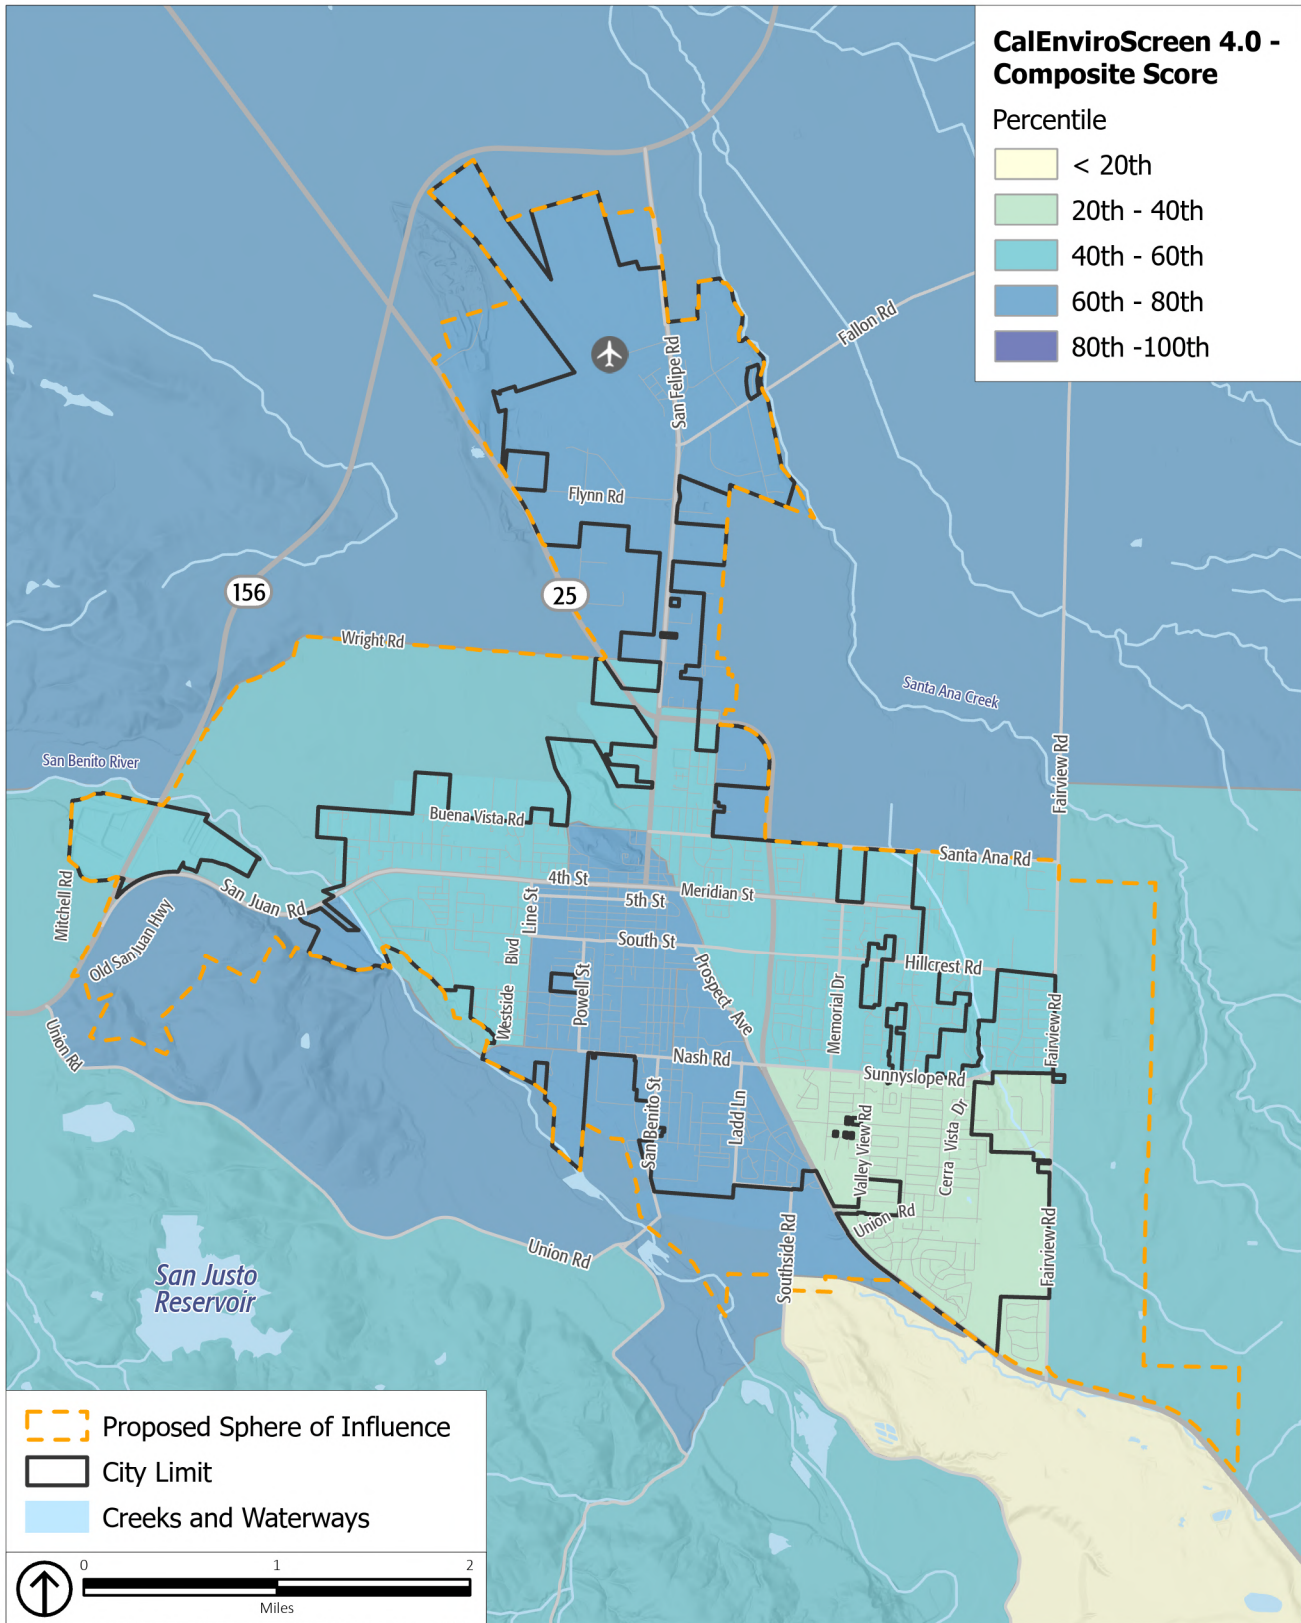 CalEnviroScreen 4.0 -
Composite Score
Percentile
< 20th
20th - 40th
40th - 60th
60th - 80th
80th -100th
Fallon Rd
San Felipe Rd
Flynn Rd
156
25
Wright Rd
Santa Ana Creek
San Benito River
Fairview Rd
Buena Vista Rd
Santa Ana Rd
4th St
Meridian St
5th St
Line St
San Juan Rd
Mitchell Rd
Old SanJuan Hwy
South St
Westside Blvd
Powell St
Prospect Ave
Hillcrest Rd
Memorial Dr
Fairview Rd
Union Rd
Nash Rd
Sunnyslope Rd
San Benito St
Ladd Ln
Valley View Rd
Cerra Vista Dr
Union Rd
Fairview Rd
Southside Rd
Union Rd
San Justo
Reservoir
Proposed Sphere of Influence
City Limit
Creeks and Waterways
0 1 2
Miles